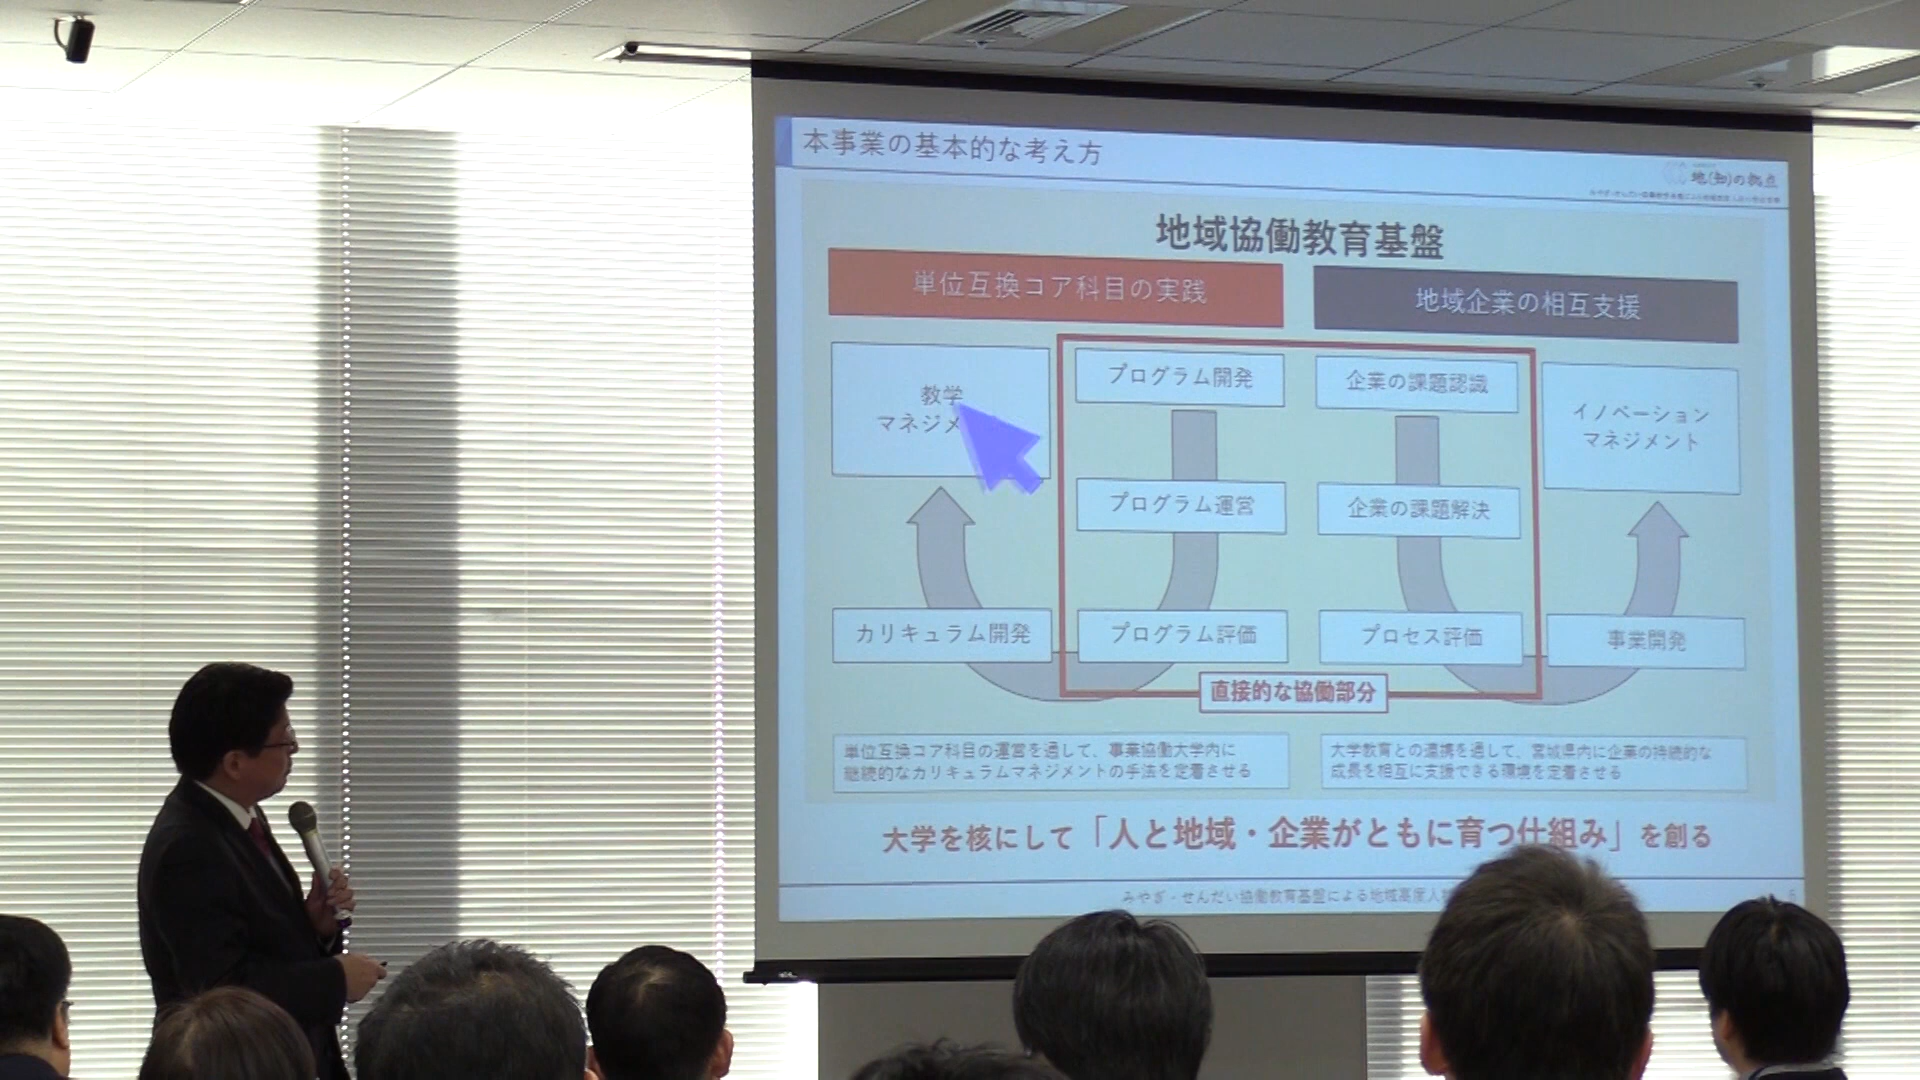 本事業の基本的な考え方
地(知)の拠点
地域協働教育基盤
単位互換コア科目の実践
地域企業の相互支援
教学
マネジメ
プログラム開発
企業の課題認識
イノベーション
マネジメント
プログラム運営
企業の課題解決
カリキュラム開発
プログラム評価
プロセス評価
事業開発
直接的な協働部分
単位互換コア科目の運営を通して、事業協働大学内に
継続的なカリキュラムマネジメントの手法を定着させる
大学教育との連携を通して、宮城県内に企業の持続的な
成長を相互に支援できる環境を定着させる
大学を核にして「人と地域・企業がともに育つ仕組み」を創る
みやぎ・せんだい協働教育基盤による地域高度人